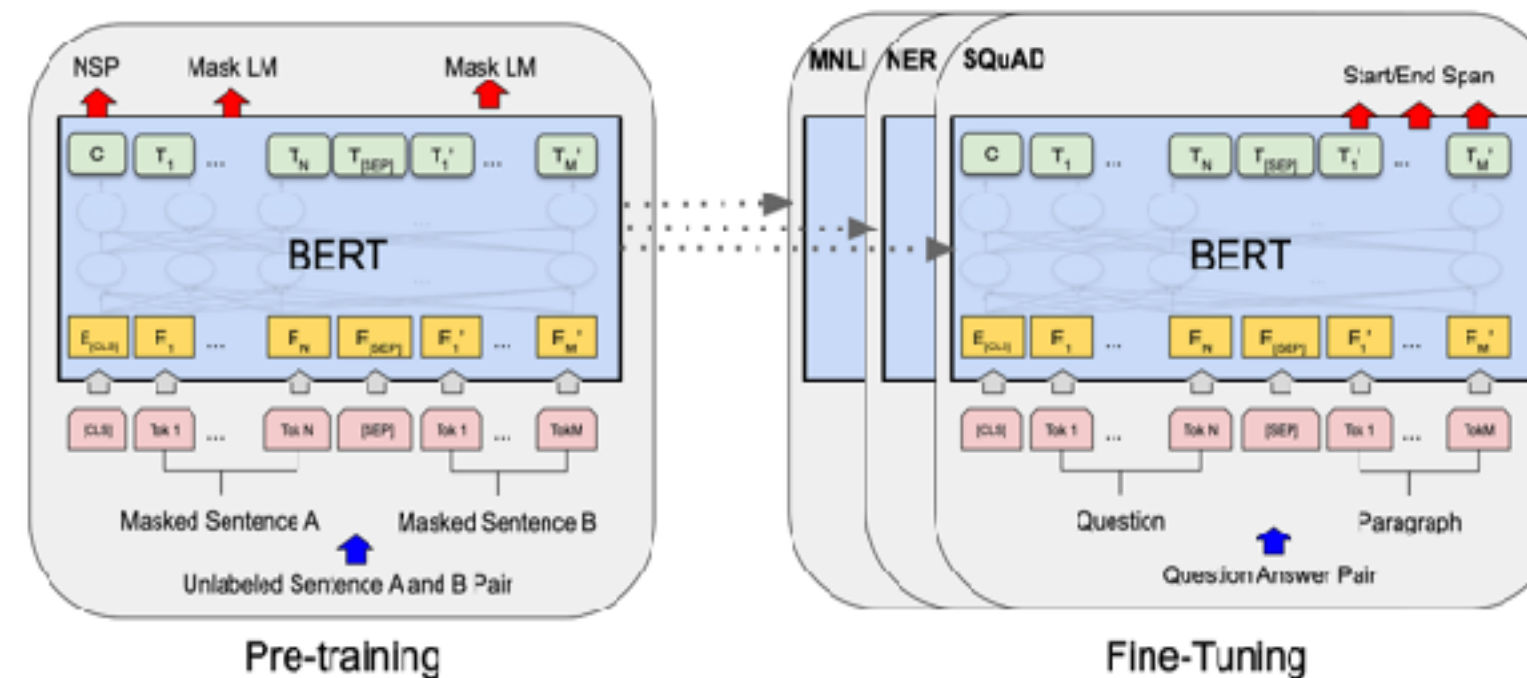 NSP Mask LM Mask LM
C T1 ... TN T[SEP] T1' ... TM'
BERT
E[CLS] E1 ... EN E[SEP] E1' ... EM'
[CLS] Tok 1 ... Tok N [SEP] Tok 1 ... TokM
Masked Sentence A Masked Sentence B
Unlabeled Sentence A and B Pair
Pre-training
MNLI NER SQuAD
Start/End Span
C T1 ... TN T[SEP] T1' ... TM'
BERT
E[CLS] E1 ... EN E[SEP] E1' ... EM'
[CLS] Tok 1 ... Tok N [SEP] Tok 1 ... TokM
Question Paragraph
Question Answer Pair
Fine-Tuning